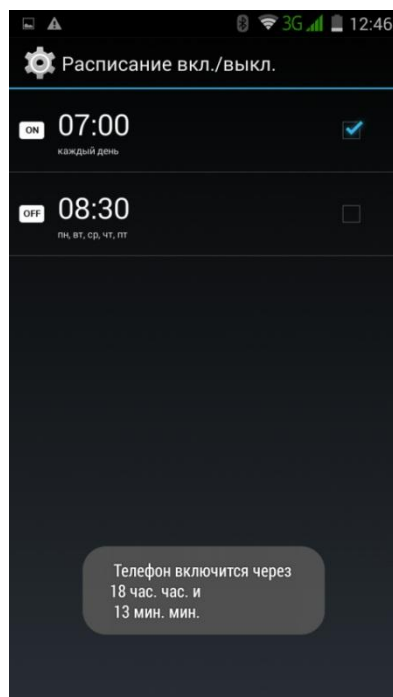 3G 12:46
Расписание вкл./выкл.
ON 07:00
каждый день
OFF 08:30
пн, вт, ср, чт, пт
Телефон включится через
18 час. час. и
13 мин. мин.